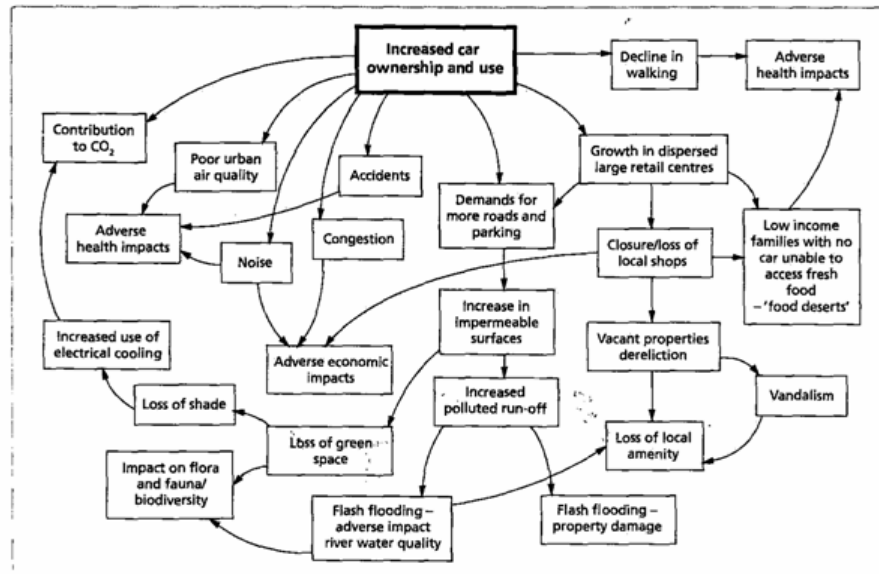 Increased car
ownership and use
Decline in
walking
Adverse
health impacts
Contribution
to CO₂
Poor urban
air quality
Accidents
Growth in dispersed
large retail centres
Demands for
more roads and
parking
Adverse
health impacts
Noise
Congestion
Closure/loss of
local shops
Low income
families with no
car unable to
access fresh
food
– 'food deserts'
Increased use of
electrical cooling
Adverse economic
impacts
Increase in
impermeable
surfaces
Vacant properties
dereliction
Increased
polluted run-off
Vandalism
Loss of shade
Loss of green
space
Loss of local
amenity
Impact on flora
and fauna/
biodiversity
Flash flooding –
adverse impact
river water quality
Flash flooding –
property damage